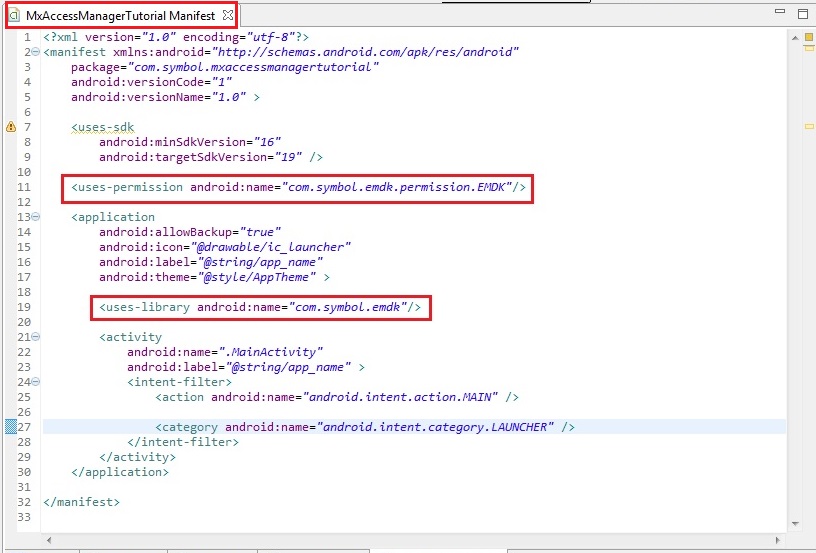 MxAccessManagerTutorial Manifest
1 <?xml version="1.0" encoding="utf-8"?>
2 <manifest xmlns:android="http://schemas.android.com/apk/res/android"
3     package="com.symbol.mxaccessmanagertutorial"
4     android:versionCode="1"
5     android:versionName="1.0" >
6
7     <uses-sdk
8         android:minSdkVersion="16"
9         android:targetSdkVersion="19" />
10
11     <uses-permission android:name="com.symbol.emdk.permission.EMDK"/>
12
13     <application
14         android:allowBackup="true"
15         android:icon="@drawable/ic_launcher"
16         android:label="@string/app_name"
17         android:theme="@style/AppTheme" >
18
19         <uses-library android:name="com.symbol.emdk"/>
20
21         <activity
22             android:name=".MainActivity"
23             android:label="@string/app_name" >
24             <intent-filter>
25                 <action android:name="android.intent.action.MAIN" />
26
27                 <category android:name="android.intent.category.LAUNCHER" />
28             </intent-filter>
29         </activity>
30     </application>
31
32 </manifest>
33